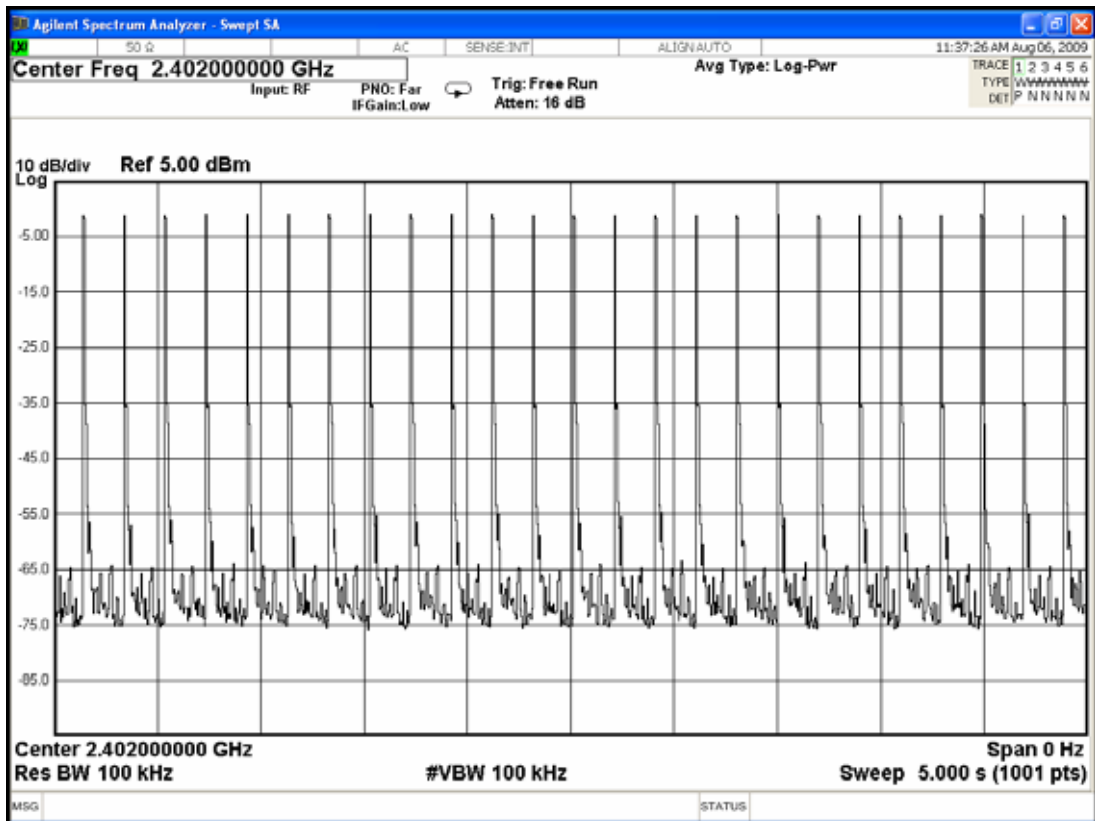 Agilent Spectrum Analyzer - Swept SA
50 Ω AC SENSE:INT ALIGNAUTO 11:37:26 AM Aug 06, 2009
Center Freq 2.402000000 GHz Avg Type: Log-Pwr TRACE 1 2 3 4 5 6
Input: RF PNO: Far Trig: Free Run TYPE
IFGain:Low Atten: 16 dB DET P N N N N N
10 dB/div Ref 5.00 dBm
Log
-5.00
-15.0
-25.0
-35.0
-45.0
-55.0
-65.0
-75.0
-85.0
Center 2.402000000 GHz Span 0 Hz
Res BW 100 kHz #VBW 100 kHz Sweep 5.000 s (1001 pts)
MSG STATUS